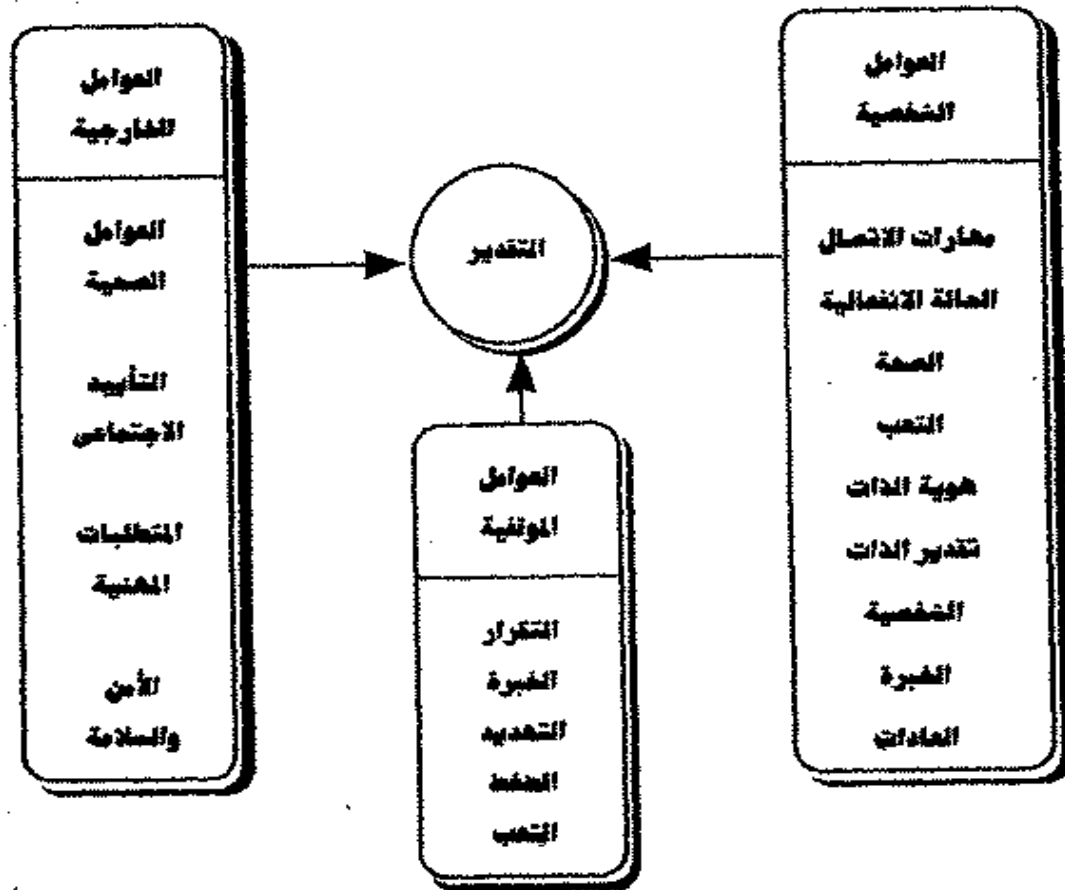 العوامل
الشخصية
مهارات الاتصال
الحالة الانفعالية
الصحة
التعب
هوية الذات
تقدير الذات
الشخصية
الخبرة
العادات
التقدير
العوامل
الموقفية
التكرار
الخبرة
التهديد
الضغط
التعب
العوامل
الخارجية
العوامل
الصحية
التأييد
الاجتماعى
المتطلبات
المهنية
الأمن
والسلامة